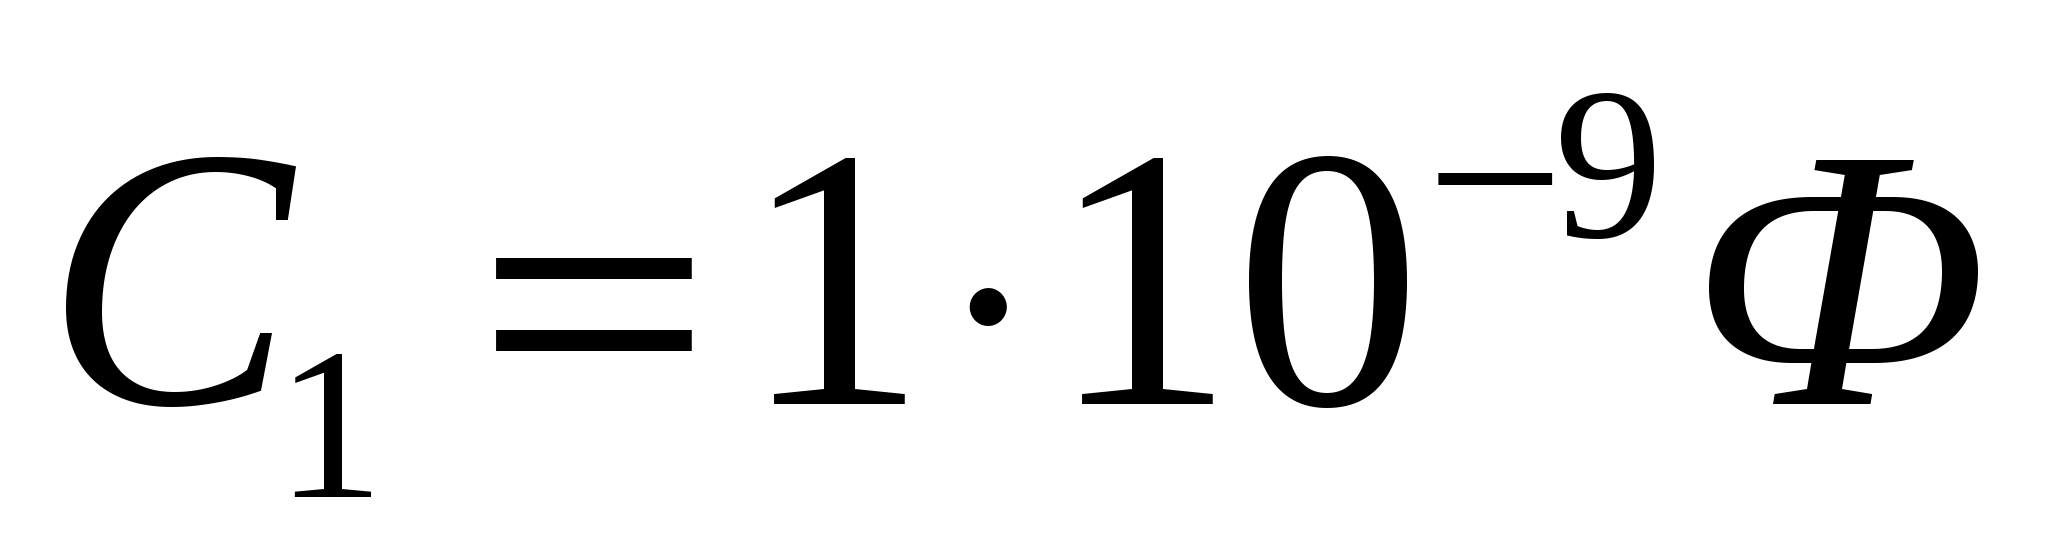 C₁ = 1·10⁻⁹ Ф